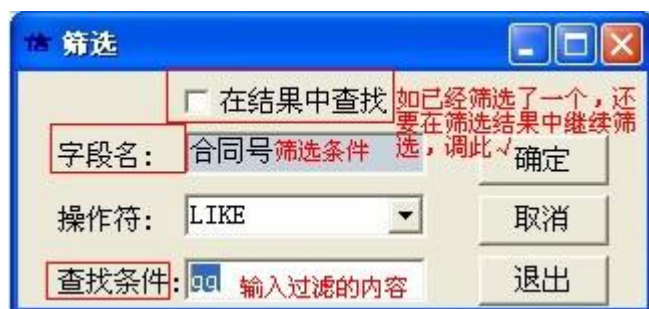 筛选
在结果中查找
如已经筛选了一个，还
要在筛选结果中继续筛
选，调此√
字段名：
合同号筛选条件
确定
操作符：
LIKE
取消
查找条件：
gg 输入过滤的内容
退出